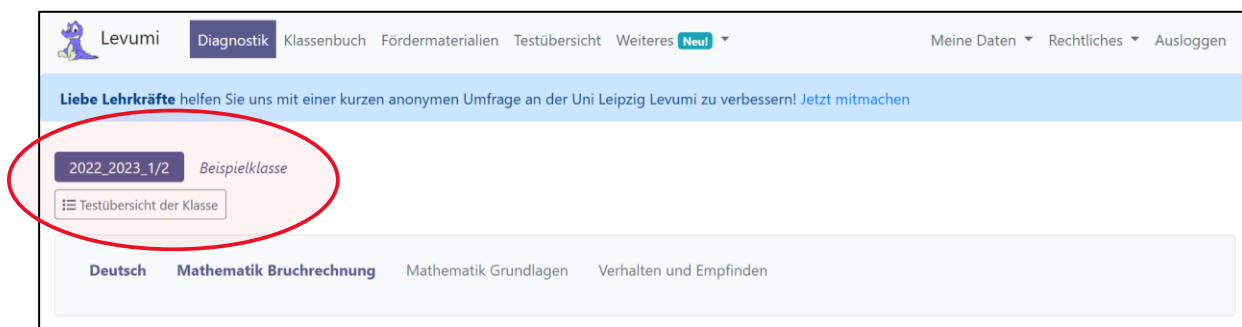 Levumi Diagnostik Klassenbuch Fördermaterialien Testübersicht Weiteres Neu! Meine Daten Rechtliches Ausloggen
Liebe Lehrkräfte helfen Sie uns mit einer kurzen anonymen Umfrage an der Uni Leipzig Levumi zu verbessern! Jetzt mitmachen
2022_2023_1/2 Beispielklasse
Testübersicht der Klasse
Deutsch Mathematik Bruchrechnung Mathematik Grundlagen Verhalten und Empfinden